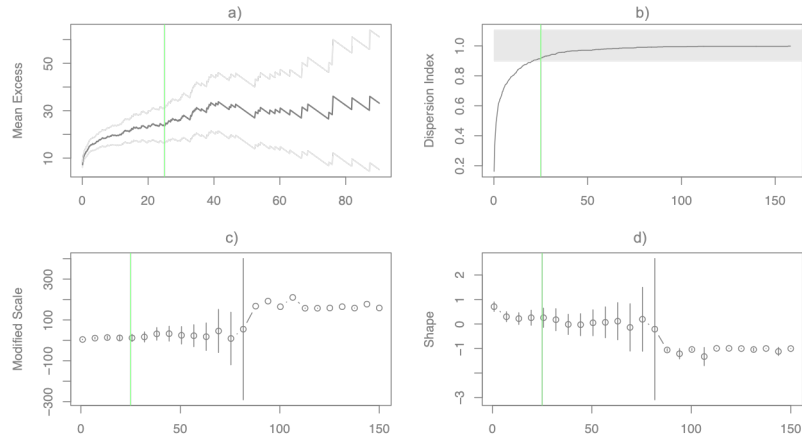 a)
Mean Excess
10
30
50
0 20 40 60 80
b)
Dispersion Index
0.2 0.4 0.6 0.8 1.0
0 50 100 150
c)
Modified Scale
−300 −100 100 300
0 50 100 150
d)
Shape
−3 −1 0 1 2
0 50 100 150